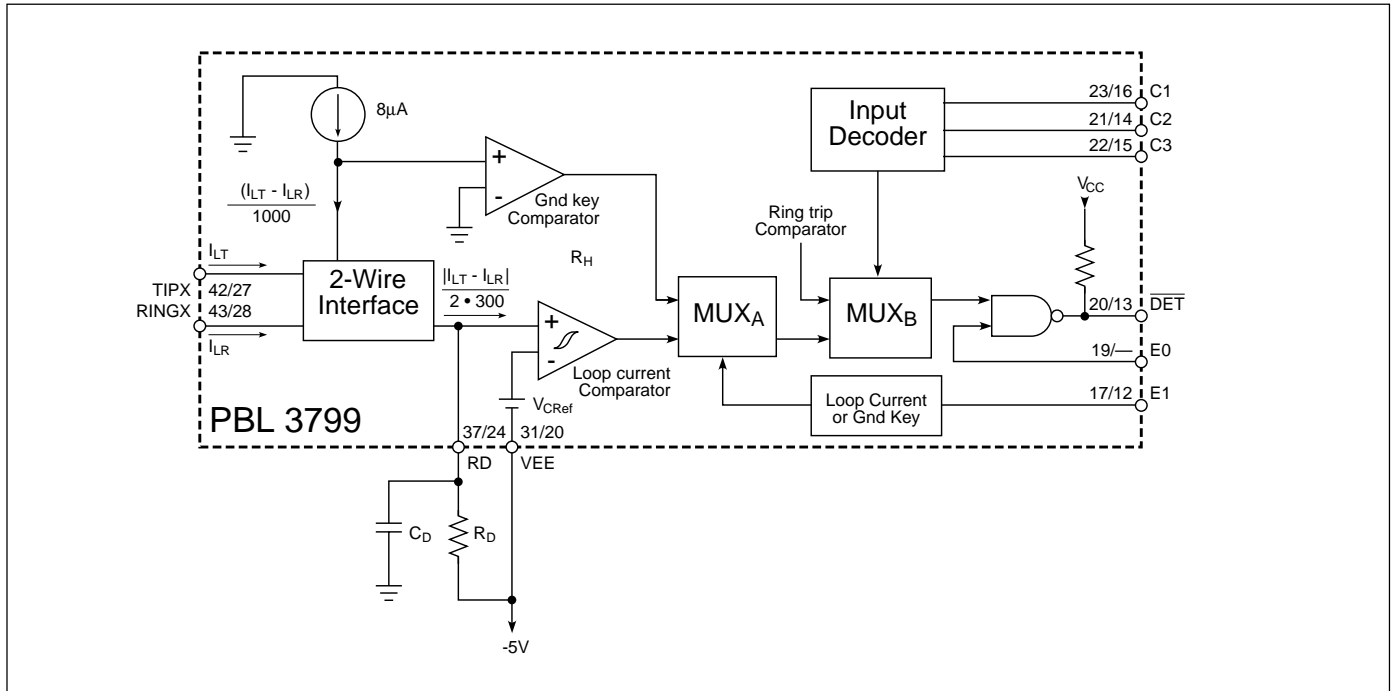 23/16 C1
21/14 C2
22/15 C3
Input
Decoder
8µA
+
-
Gnd key
Comparator
(I_LT - I_LR)
1000
Ring trip
Comparator
V_CC
R_H
I_LT
TIPX 42/27
RINGX 43/28
I_LR
2-Wire
Interface
|I_LT - I_LR|
2 • 300
+
-
Loop current
Comparator
MUX_A
MUX_B
20/13 D̅E̅T̅
19/— E0
17/12 E1
Loop Current
or Gnd Key
V_CRef
PBL 3799
37/24 31/20
RD VEE
C_D
R_D
-5V